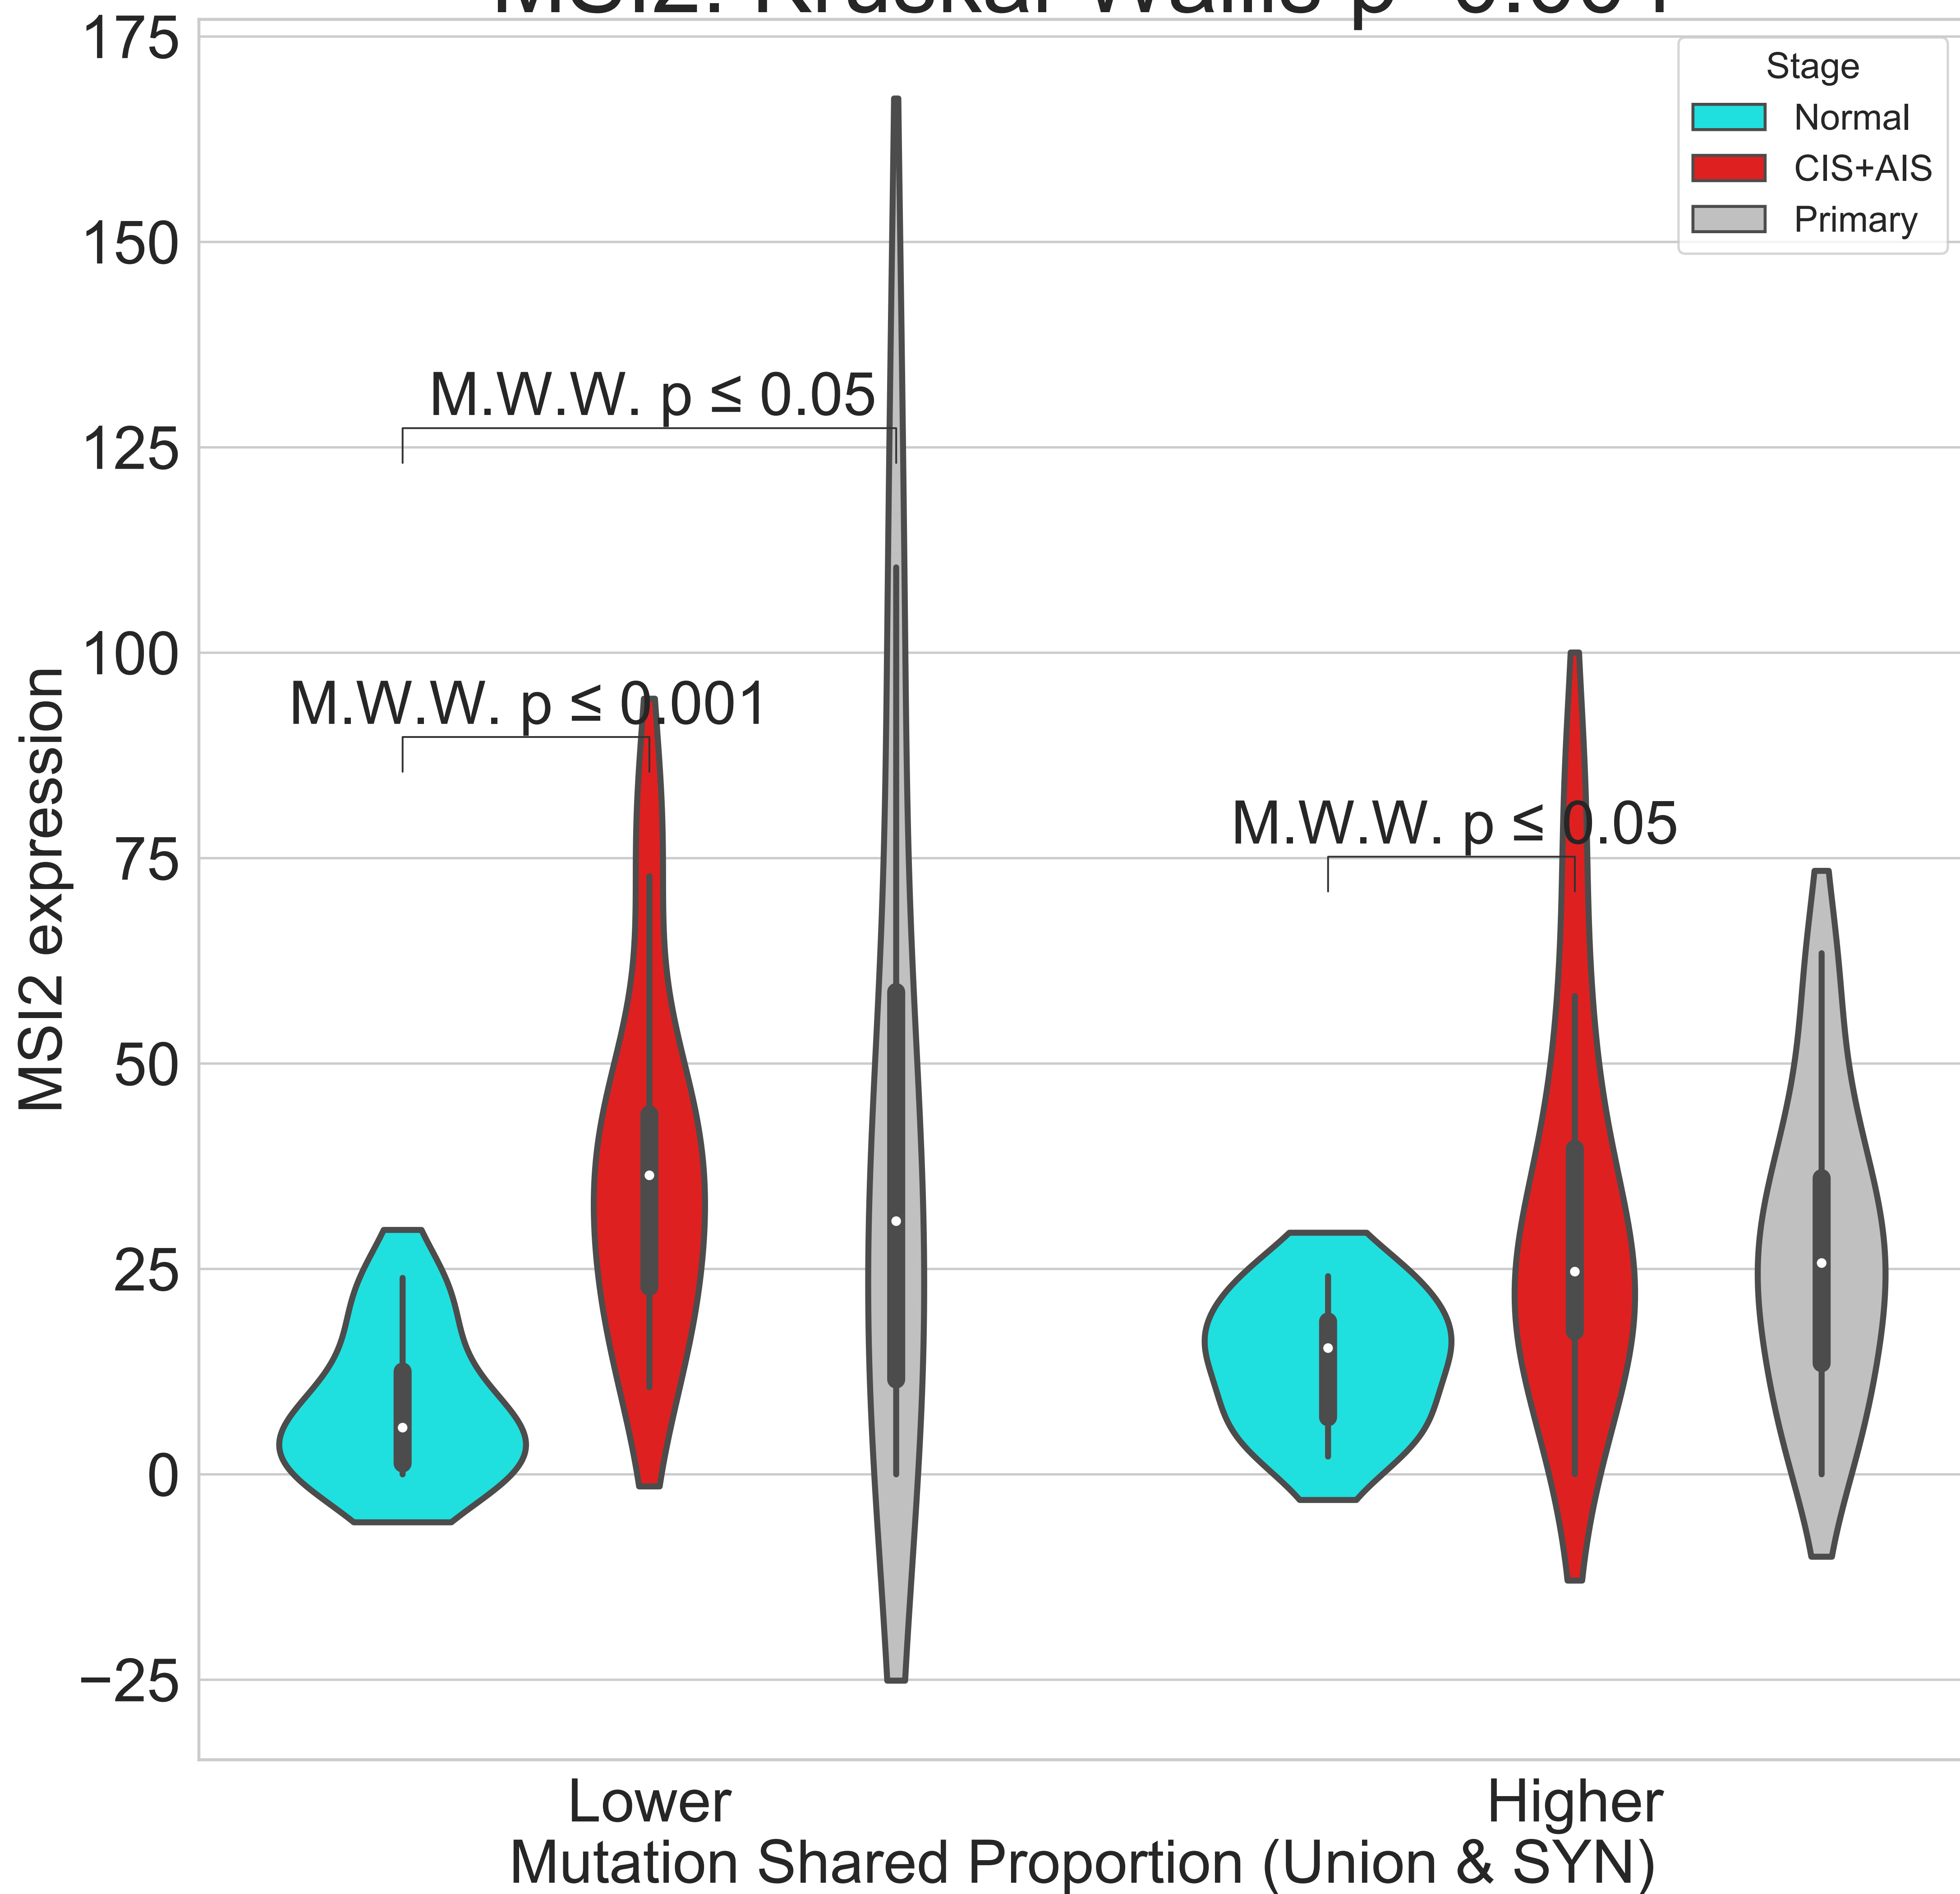 175
Stage
Normal
CIS+AIS
Primary
150
M.W.W. p ≤ 0.05
125
100
M.W.W. p ≤ 0.001
M.W.W. p ≤ 0.05
75
50
25
0
−25
MSI2 expression
Lower
Higher
Mutation Shared Proportion (Union & SYN)